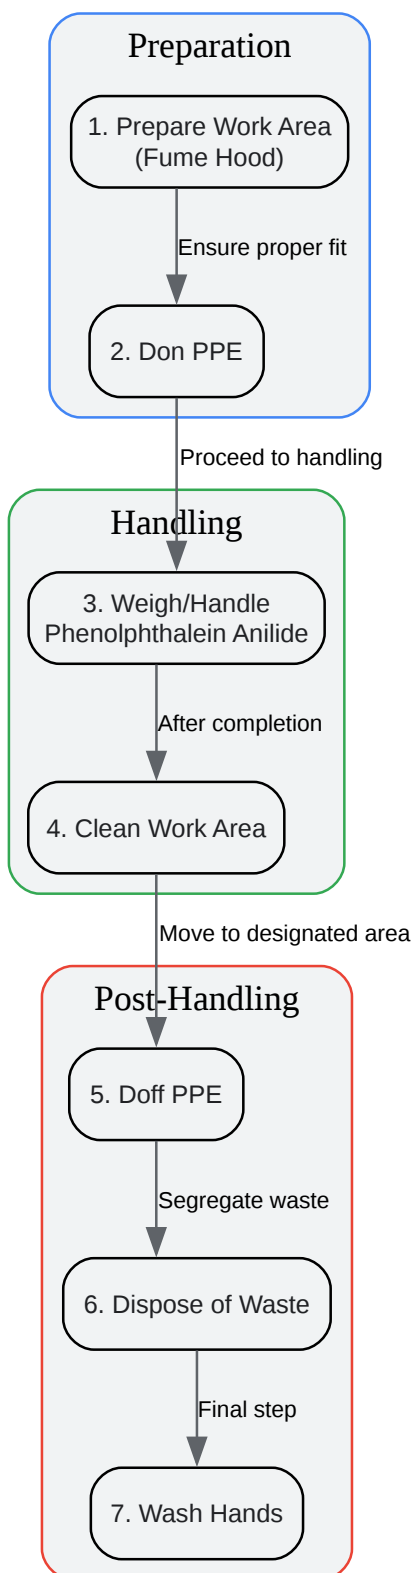 Preparation
1. Prepare Work Area
(Fume Hood)
Ensure proper fit
2. Don PPE
Proceed to handling
Handling
3. Weigh/Handle
Phenolphthalein Anilide
After completion
4. Clean Work Area
Move to designated area
Post-Handling
5. Doff PPE
Segregate waste
6. Dispose of Waste
Final step
7. Wash Hands